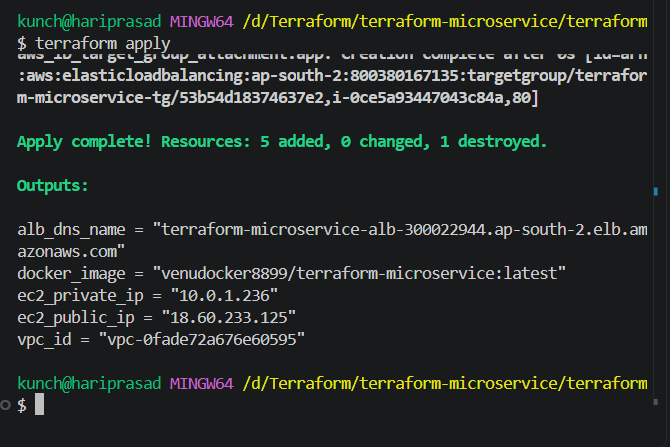 kunch@hariprasad MINGW64 /d/Terraform/terraform-microservice/terraform
$ terraform apply
aws_lb_target_group_attachment.app: Creation complete after 0s [id=arn
:aws:elasticloadbalancing:ap-south-2:800380167135:targetgroup/terrafor
m-microservice-tg/53b54d18374637e2,i-0ce5a93447043c84a,80]
Apply complete! Resources: 5 added, 0 changed, 1 destroyed.
Outputs:
alb_dns_name = "terraform-microservice-alb-300022944.ap-south-2.elb.am
azonaws.com"
docker_image = "venudocker8899/terraform-microservice:latest"
ec2_private_ip = "10.0.1.236"
ec2_public_ip = "18.60.233.125"
vpc_id = "vpc-0fade72a676e60595"
kunch@hariprasad MINGW64 /d/Terraform/terraform-microservice/terraform
$